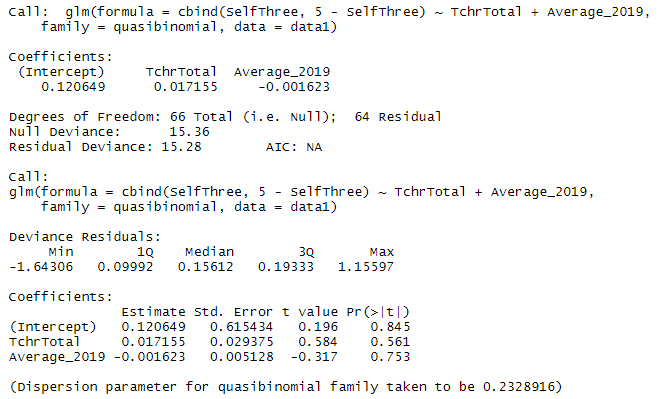 Call:  glm(formula = cbind(SelfThree, 5 - SelfThree) ~ TchrTotal + Average_2019,
    family = quasibinomial, data = data1)

Coefficients:
 (Intercept)     TchrTotal  Average_2019
    0.120649      0.017155     -0.001623

Degrees of Freedom: 66 Total (i.e. Null);  64 Residual
Null Deviance:      15.36
Residual Deviance: 15.28        AIC: NA

Call:
glm(formula = cbind(SelfThree, 5 - SelfThree) ~ TchrTotal + Average_2019,
    family = quasibinomial, data = data1)

Deviance Residuals:
     Min        1Q    Median        3Q       Max
-1.64306   0.09992   0.15612   0.19333   1.15597

Coefficients:
              Estimate Std. Error t value Pr(>|t|)
(Intercept)   0.120649   0.615434   0.196    0.845
TchrTotal     0.017155   0.029375   0.584    0.561
Average_2019 -0.001623   0.005128  -0.317    0.753

(Dispersion parameter for quasibinomial family taken to be 0.2328916)